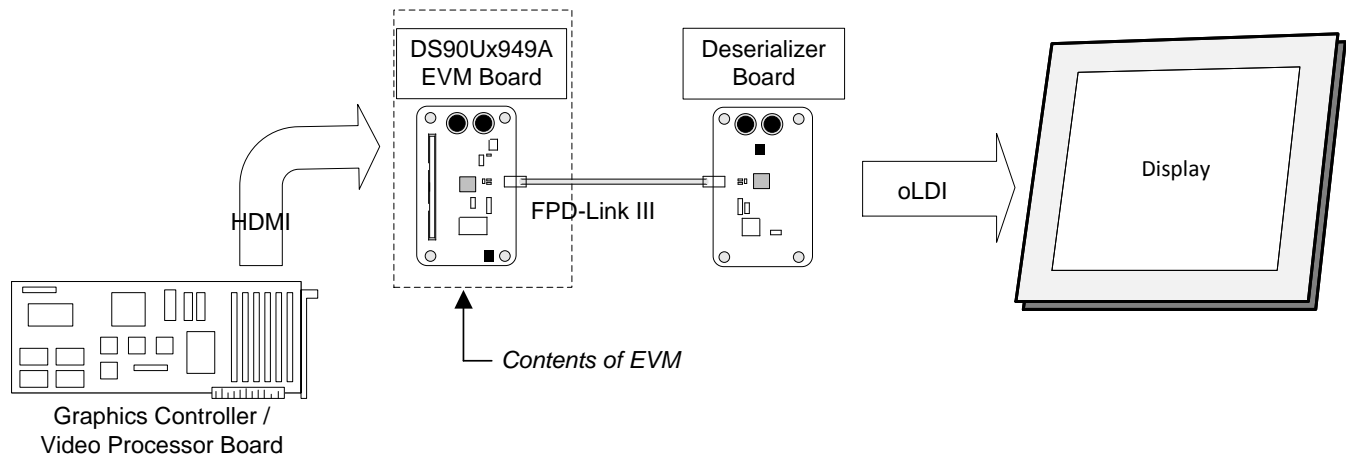 DS90Ux949A
EVM Board
Deserializer
Board
HDMI
FPD-Link III
oLDI
Display
Contents of EVM
Graphics Controller /
Video Processor Board